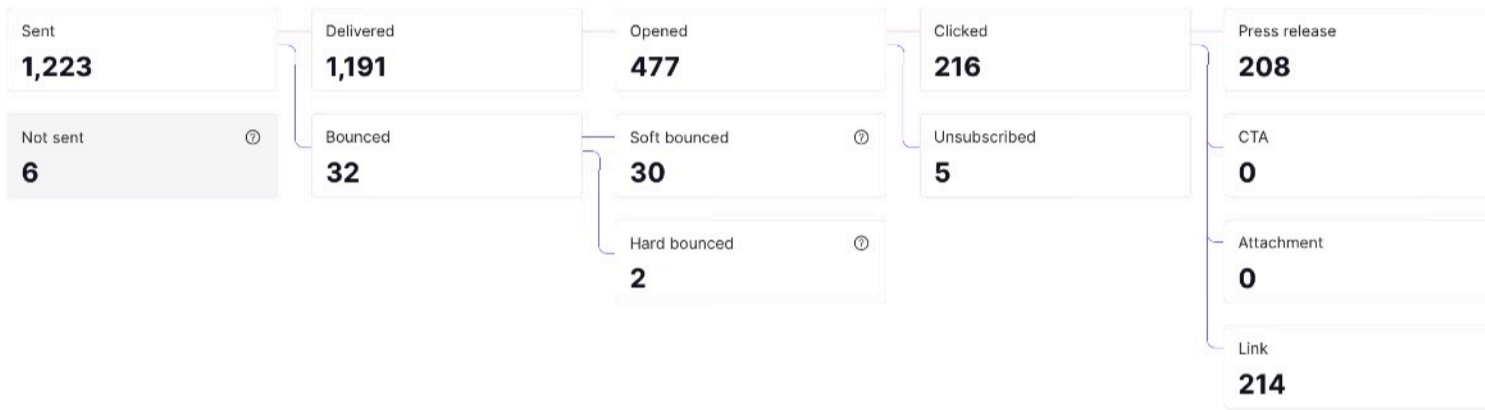 Sent
1,223
Delivered
1,191
Opened
477
Clicked
216
Press release
208
Not sent
6
Bounced
32
Soft bounced
30
Unsubscribed
5
CTA
0
Hard bounced
2
Attachment
0
Link
214